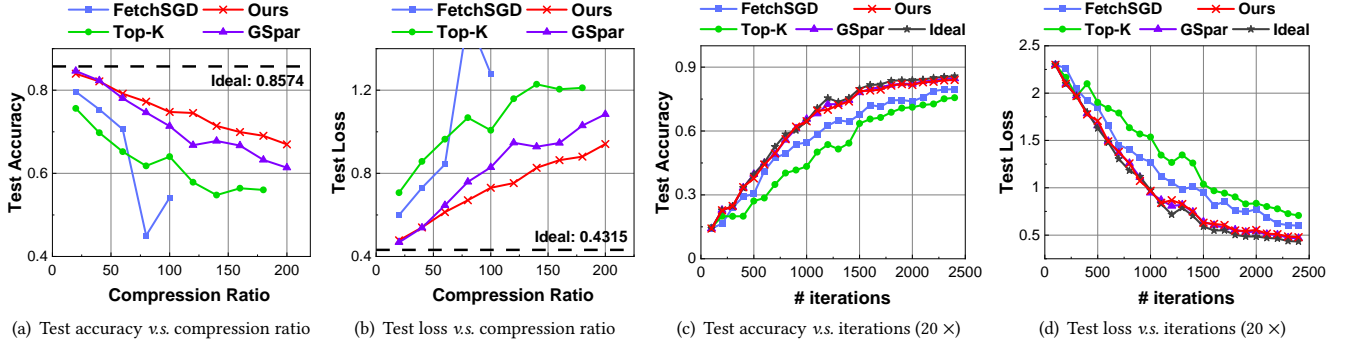 FetchSGD Ours
Top-K GSpar
Test Accuracy
0.8
0.6
0.4
Ideal: 0.8574
0 50 100 150 200
Compression Ratio
(a) Test accuracy v.s. compression ratio
FetchSGD Ours
Top-K GSpar
Test Loss
1.2
0.8
0.4
Ideal: 0.4315
0 50 100 150 200
Compression Ratio
(b) Test loss v.s. compression ratio
FetchSGD Ours
Top-K GSpar Ideal
Test Accuracy
0.9
0.6
0.3
0
0 500 1000 1500 2000 2500
# iterations
(c) Test accuracy v.s. iterations (20 ×)
FetchSGD Ours
Top-K GSpar Ideal
Test Loss
2.5
2
1.5
1
0.5
0 500 1000 1500 2000 2500
# iterations
(d) Test loss v.s. iterations (20 ×)